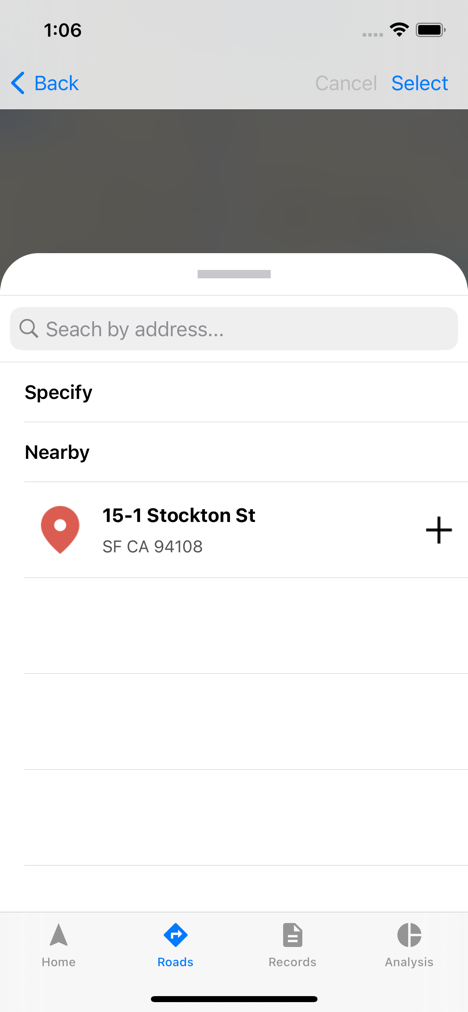 1:06
Back
Cancel Select
Seach by address...
Specify
Nearby
15-1 Stockton St
SF CA 94108
Home
Roads
Records
Analysis